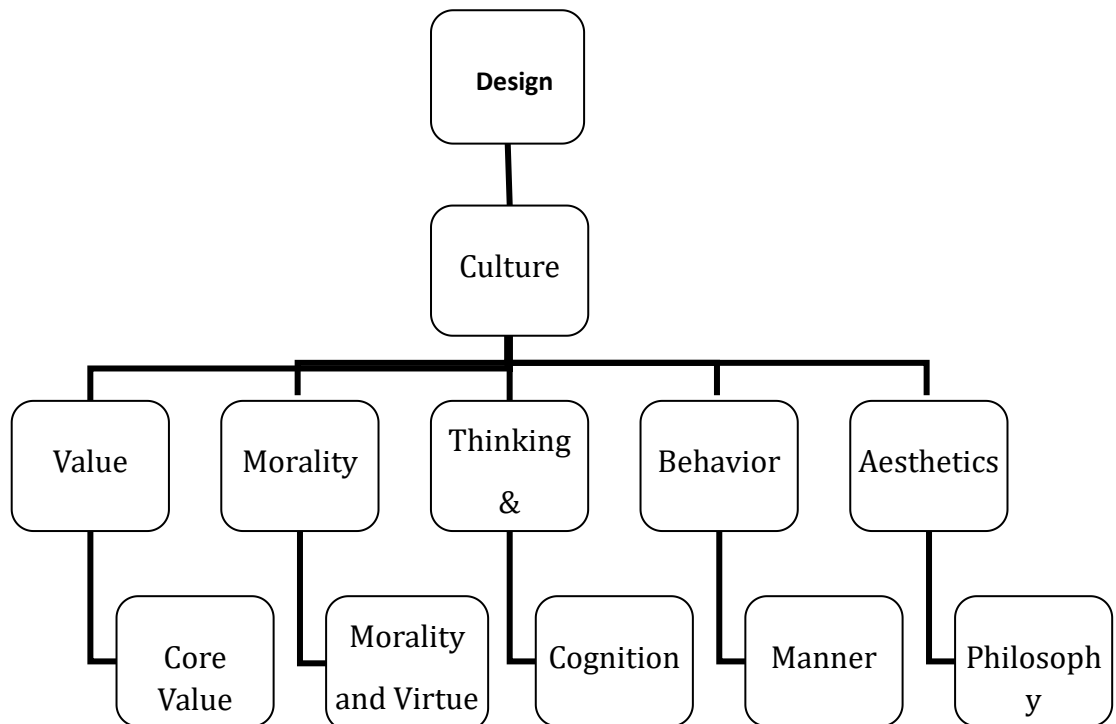 Design
Culture
Value
Morality
Thinking
&
Behavior
Aesthetics
Core
Value
Morality
and Virtue
Cognition
Manner
Philosoph
y